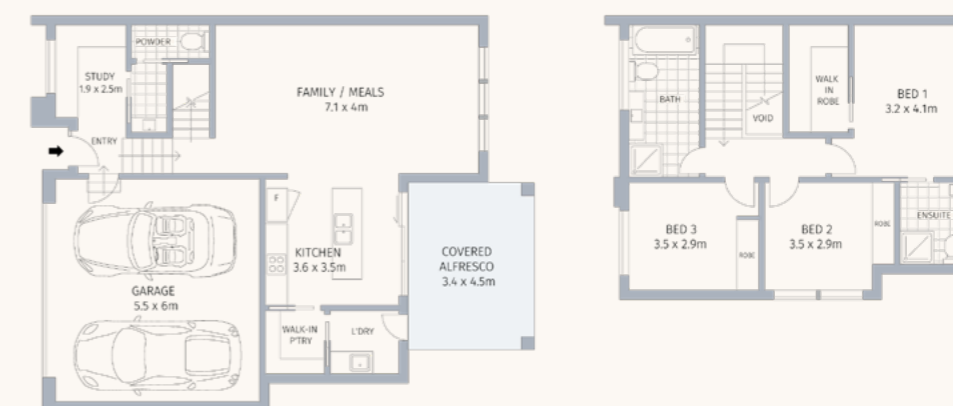 POWDER
STUDY
1.9 x 2.5m
ENTRY
FAMILY / MEALS
7.1 x 4m
F
KITCHEN
3.6 x 3.5m
COVERED
ALFRESCO
3.4 x 4.5m
GARAGE
5.5 x 6m
WALK-IN
P'TRY
L'DRY
BATH
VOID
WALK
IN
ROBE
BED 1
3.2 x 4.1m
BED 3
3.5 x 2.9m
ROBE
BED 2
3.5 x 2.9m
ROBE
ENSUITE